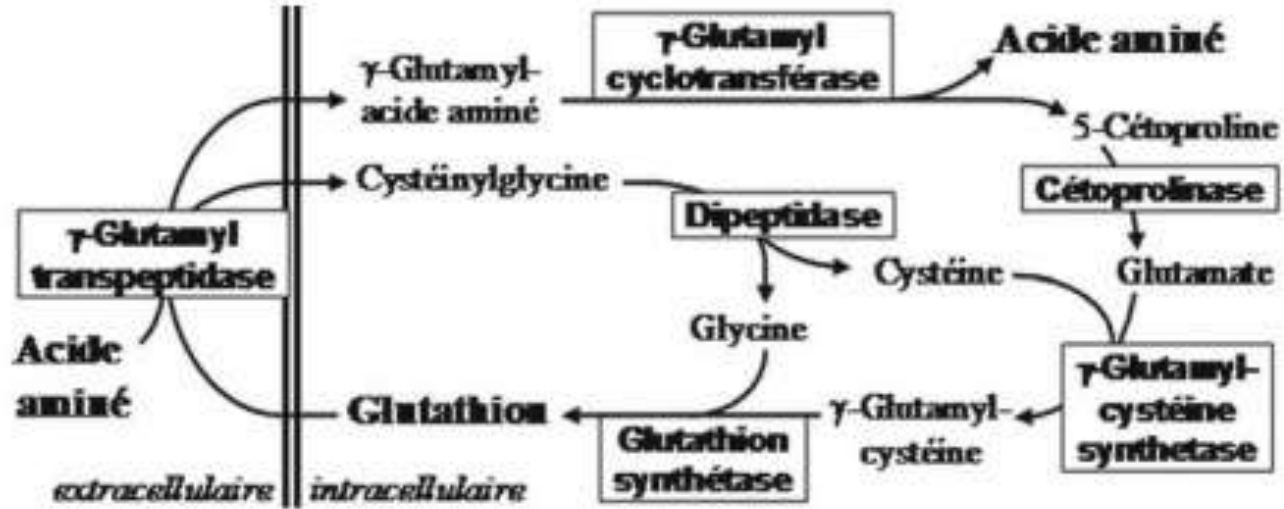 γ-Glutamyl
cyclotransférase
Acide aminé
γ-Glutamyl-
acide aminé
5-Cétoproline
Cystéinylglycine
Cétoprolinase
Dipeptidase
γ-Glutamyl
transpeptidase
Cystéine
Glutamate
Glycine
Acide
aminé
γ-Glutamyl-
cystéine
synthetase
Glutathion
γ-Glutamyl-
cystéine
Glutathion
synthétase
extracellulaire
intracellulaire